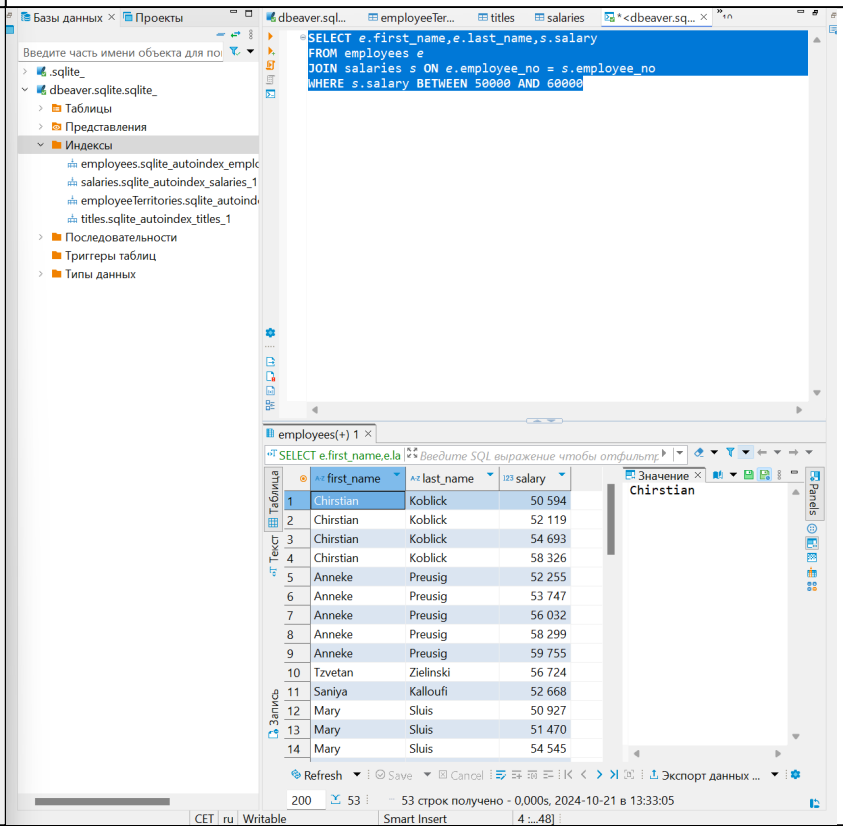 Базы данных Проекты
Введите часть имени объекта для по
.sqlite_
dbeaver.sqlite.sqlite_
Таблицы
Представления
Индексы
employees.sqlite_autoindex_emplc
salaries.sqlite_autoindex_salaries_1
employeeTerritories.sqlite_autoind
titles.sqlite_autoindex_titles_1
Последовательности
Триггеры таблиц
Типы данных
dbeaver.sql... employeeTer... titles salaries *<dbeaver.sq... »10
SELECT e.first_name,e.last_name,s.salary
FROM employees e
JOIN salaries s ON e.employee_no = s.employee_no
WHERE s.salary BETWEEN 50000 AND 60000
employees(+) 1
SELECT e.first_name,e.la Введите SQL выражение чтобы отфильтр
Таблица
Текст
Запись
A-Z first_name A-Z last_name 123 salary
1 Chirstian Koblick 50 594
2 Chirstian Koblick 52 119
3 Chirstian Koblick 54 693
4 Chirstian Koblick 58 326
5 Anneke Preusig 52 255
6 Anneke Preusig 53 747
7 Anneke Preusig 56 032
8 Anneke Preusig 58 299
9 Anneke Preusig 59 755
10 Tzvetan Zielinski 56 724
11 Saniya Kalloufi 52 668
12 Mary Sluis 50 927
13 Mary Sluis 51 470
14 Mary Sluis 54 545
Значение
Chirstian
Panels
Refresh Save Cancel Экспорт данных ...
200 53 53 строк получено - 0,000s, 2024-10-21 в 13:33:05
CET ru Writable Smart Insert 4 :...48]